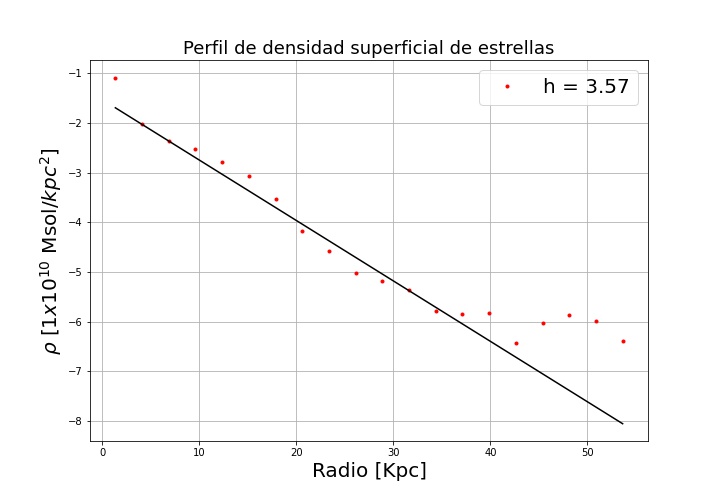 Perfil de densidad superficial de estrellas
h = 3.57
ρ [1x10¹⁰ Msol/kpc²]
−1
−2
−3
−4
−5
−6
−7
−8
0 10 20 30 40 50
Radio [Kpc]